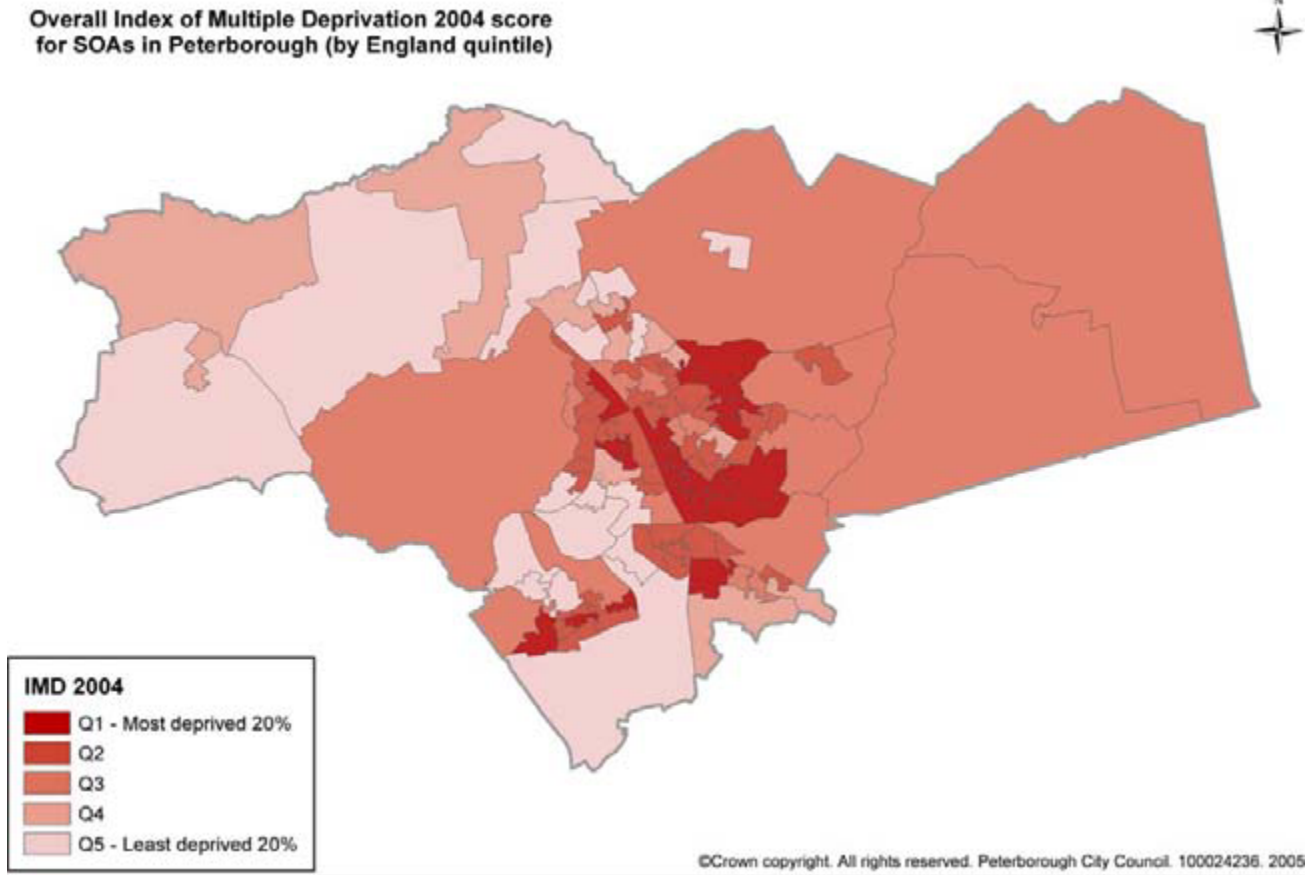 Overall Index of Multiple Deprivation 2004 score
for SOAs in Peterborough (by England quintile)
IMD 2004
Q1 - Most deprived 20%
Q2
Q3
Q4
Q5 - Least deprived 20%
©Crown copyright. All rights reserved. Peterborough City Council. 100024236. 2005